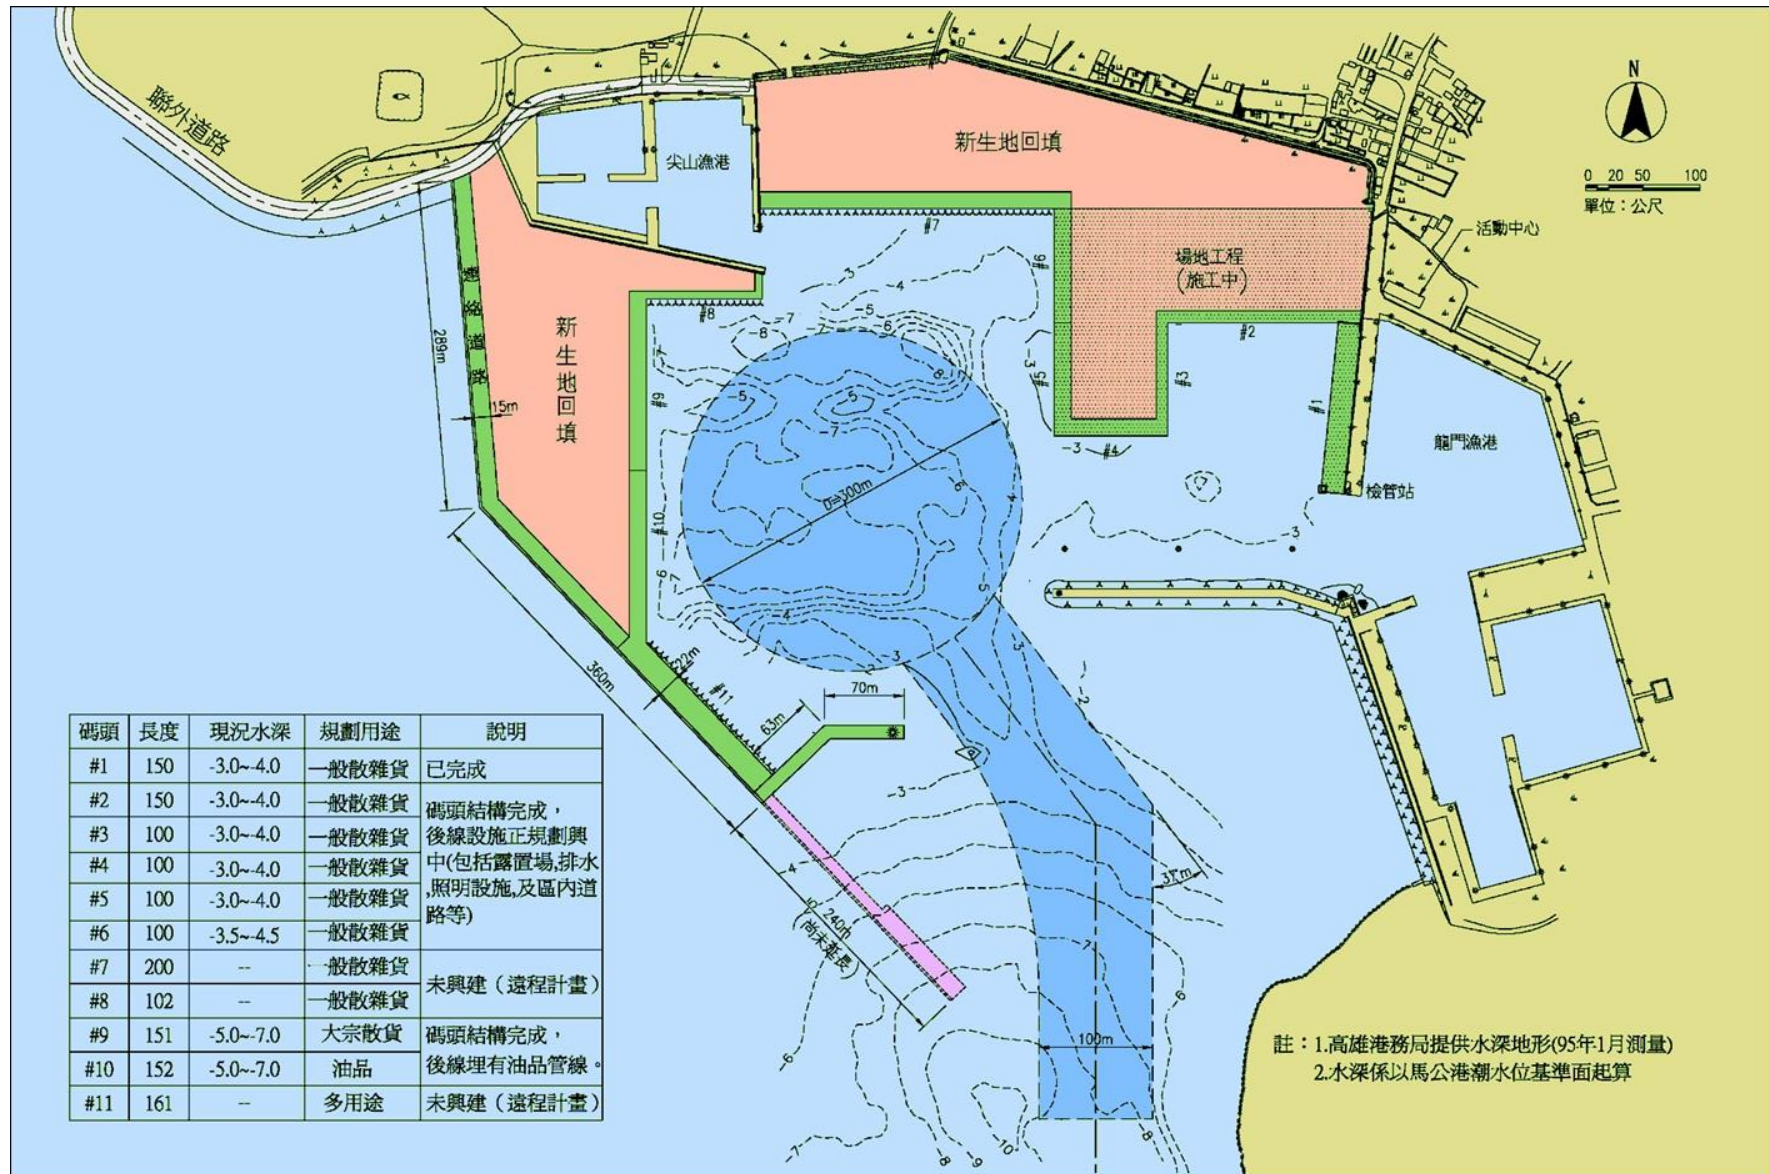 聯外道路
尖山漁港
新生地回填
N
0 20 50 100
單位：公尺
活動中心
#7
#6
場地工程
(施工中)
#8
#2
#5
#3
#1
#4
#9
#10
#11
新生地回填
289m
15m
D=300m
龍門漁港
檢管站
360m
22m
63m
70m
240m
(尚未延長)
100m
碼頭 長度 現況水深 規劃用途 說明
#1 150 -3.0~-4.0 一般散雜貨 已完成
#2 150 -3.0~-4.0 一般散雜貨 碼頭結構完成，
#3 100 -3.0~-4.0 一般散雜貨 後線設施正規劃興
#4 100 -3.0~-4.0 一般散雜貨 中(包括露置場,排水
#5 100 -3.0~-4.0 一般散雜貨 ,照明設施,及區內道
#6 100 -3.5~-4.5 一般散雜貨 路等)
#7 200 -- 一般散雜貨 未興建（遠程計畫）
#8 102 -- 一般散雜貨
#9 151 -5.0~-7.0 大宗散貨 碼頭結構完成，
#10 152 -5.0~-7.0 油品 後線埋有油品管線。
#11 161 -- 多用途 未興建（遠程計畫）
註：1.高雄港務局提供水深地形(95年1月測量)
2.水深係以馬公港潮水位基準面起算